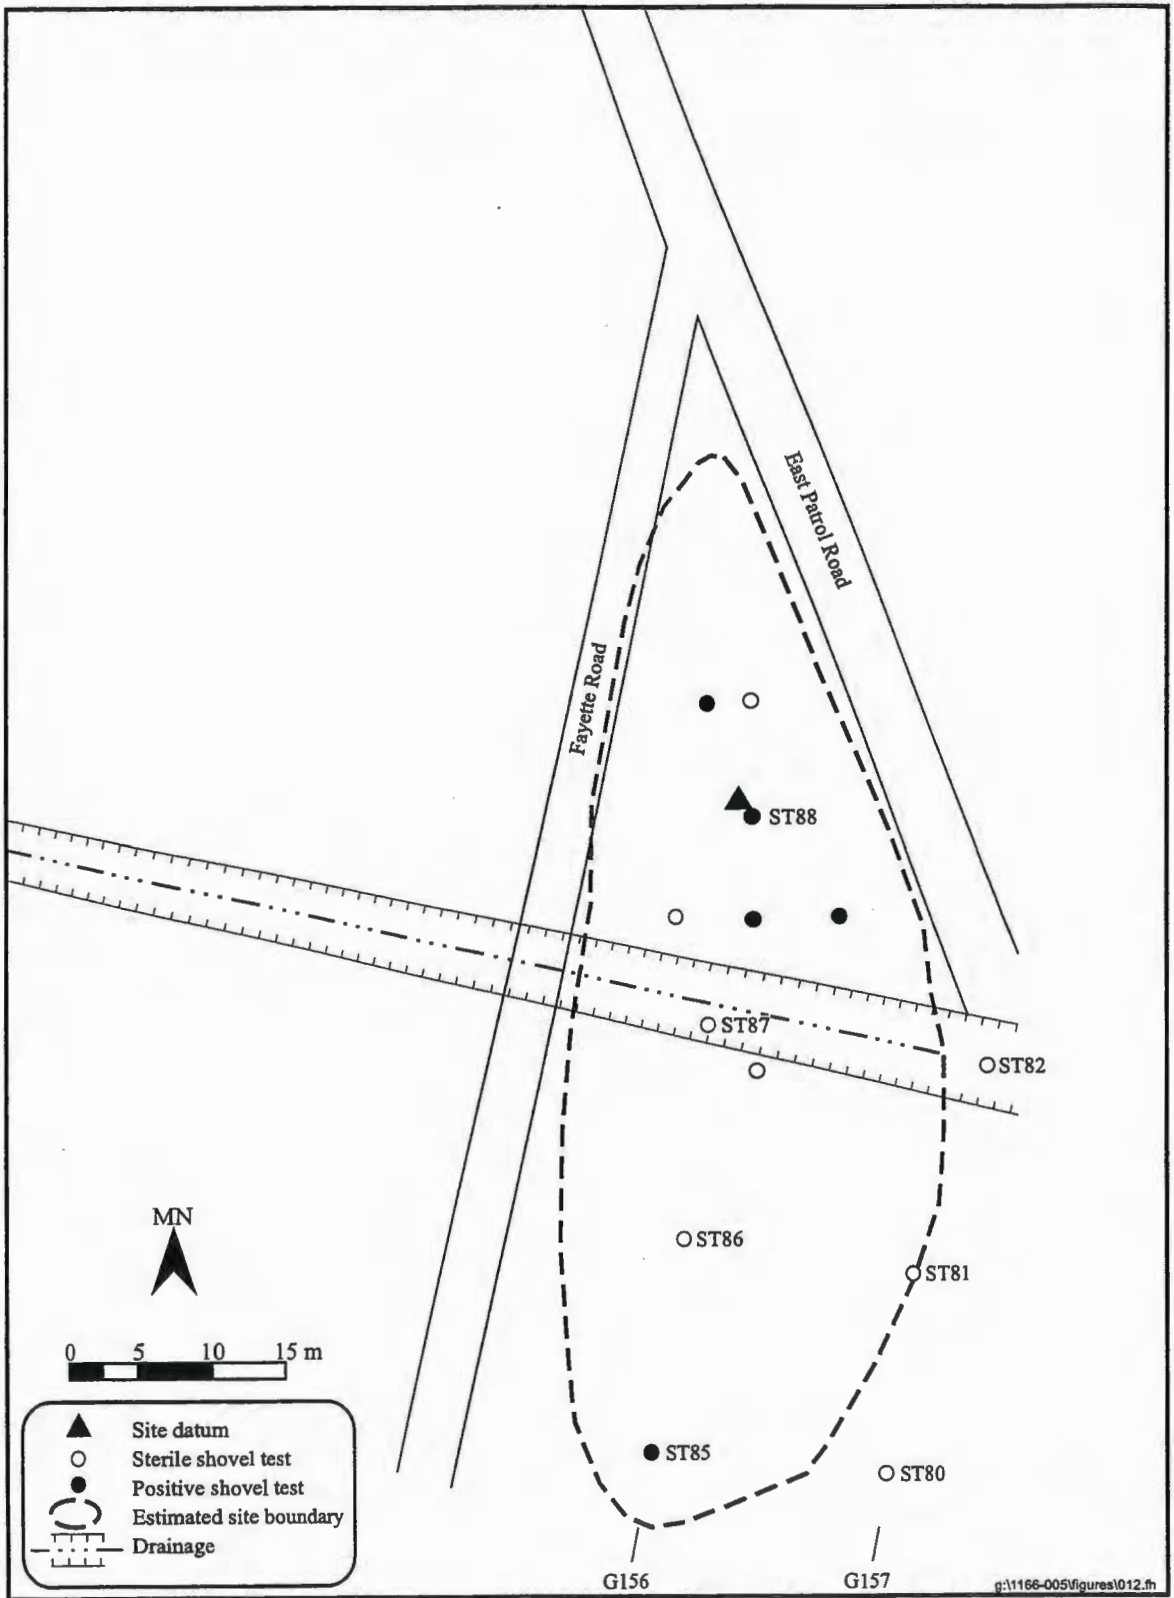 East Patrol Road
Fayette Road
ST88
ST87
ST82
MN
ST86
ST81
0 5 10 15 m
Site datum
Sterile shovel test
Positive shovel test
Estimated site boundary
Drainage
ST85
ST80
G156 G157
g:\1166-005\figures\012.fh